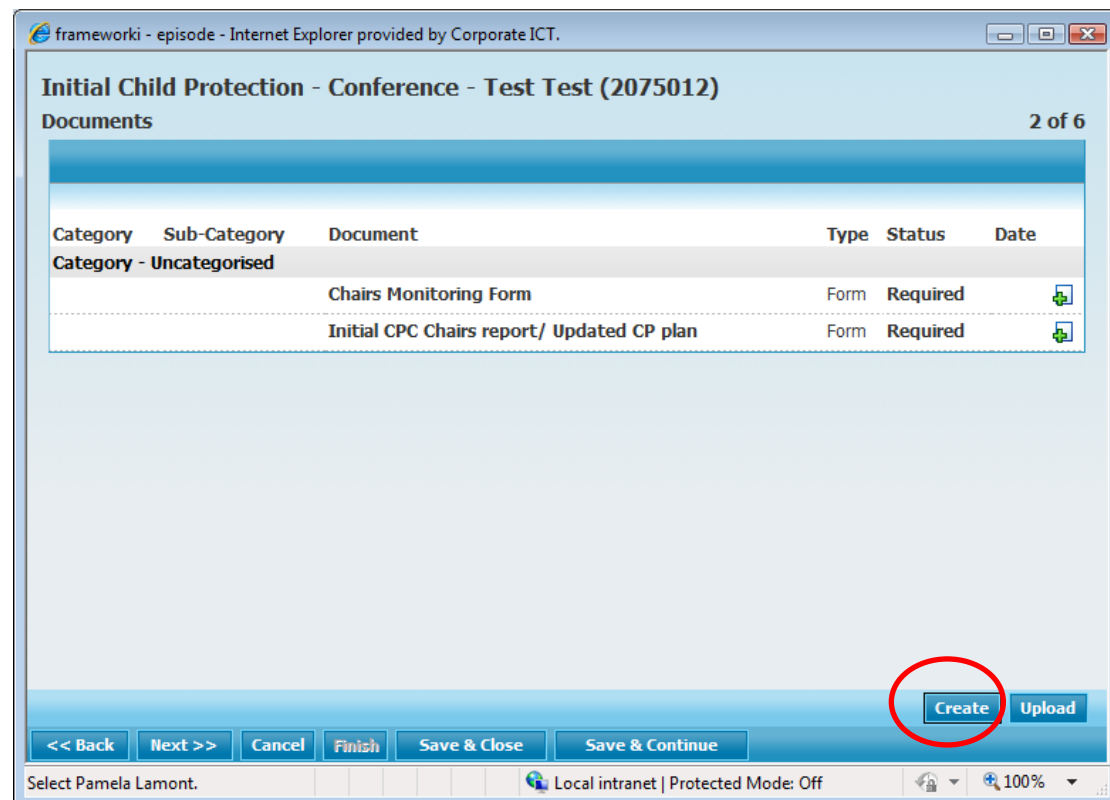 frameworki - episode - Internet Explorer provided by Corporate ICT.
Initial Child Protection - Conference - Test Test (2075012)
Documents 2 of 6
Category Sub-Category Document Type Status Date
Category - Uncategorised
Chairs Monitoring Form Form Required
Initial CPC Chairs report/ Updated CP plan Form Required
Create Upload
<< Back Next >> Cancel Finish Save & Close Save & Continue
Select Pamela Lamont. Local intranet | Protected Mode: Off 100%